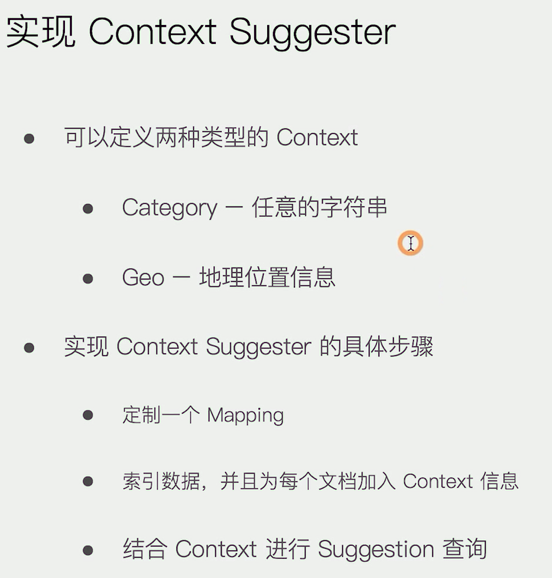 实现 Context Suggester
可以定义两种类型的 Context
Category — 任意的字符串
Geo — 地理位置信息
实现 Context Suggester 的具体步骤
定制一个 Mapping
索引数据，并且为每个文档加入 Context 信息
结合 Context 进行 Suggestion 查询